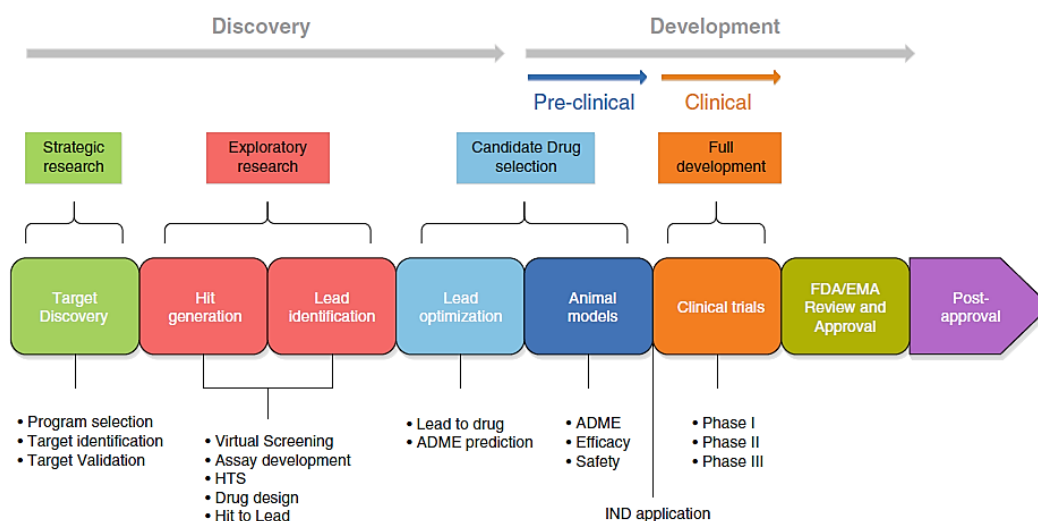 Discovery
Development
Pre-clinical
Clinical
Strategic
research
Exploratory
research
Candidate Drug
selection
Full
development
Target
Discovery
Hit
generation
Lead
identification
Lead
optimization
Animal
models
Clinical trials
FDA/EMA
Review and
Approval
Post-
approval
• Program selection
• Target identification
• Target Validation
• Virtual Screening
• Assay development
• HTS
• Drug design
• Hit to Lead
• Lead to drug
• ADME prediction
• ADME
• Efficacy
• Safety
• Phase I
• Phase II
• Phase III
IND application